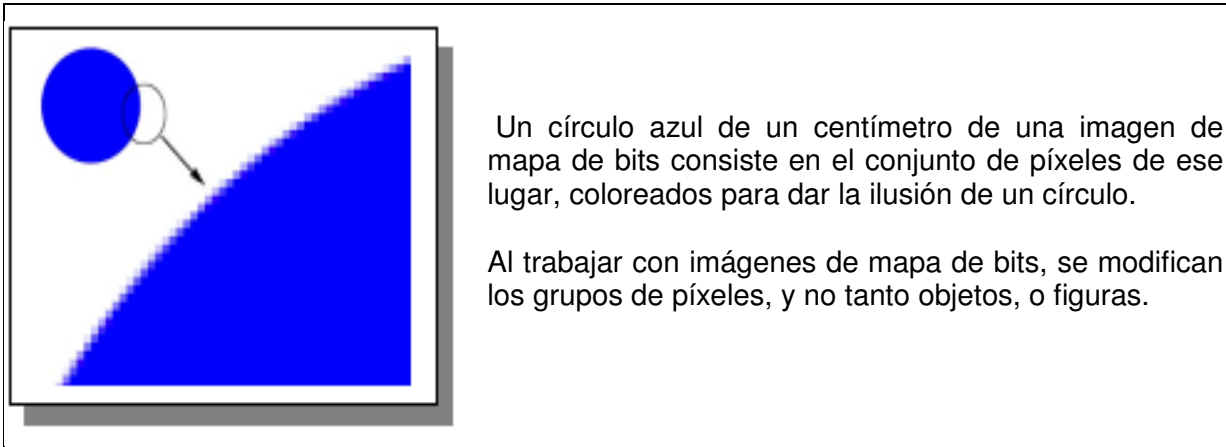 Un círculo azul de un centímetro de una imagen de
mapa de bits consiste en el conjunto de píxeles de ese
lugar, coloreados para dar la ilusión de un círculo.
Al trabajar con imágenes de mapa de bits, se modifican
los grupos de píxeles, y no tanto objetos, o figuras.